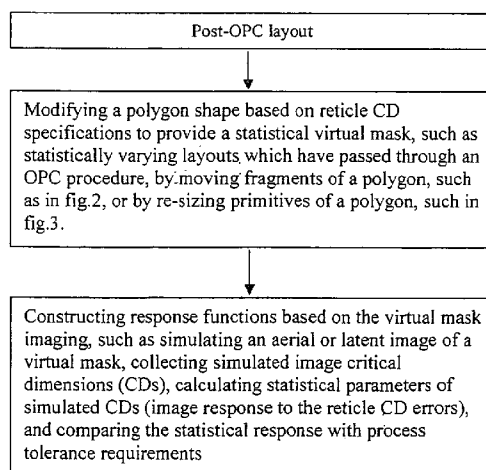 Post-OPC layout
Modifying a polygon shape based on reticle CD
specifications to provide a statistical virtual mask, such as
statistically varying layouts which have passed through an
OPC procedure, by moving fragments of a polygon, such
as in fig.2, or by re-sizing primitives of a polygon, such in
fig.3.
Constructing response functions based on the virtual mask
imaging, such as simulating an aerial or latent image of a
virtual mask, collecting simulated image critical
dimensions (CDs), calculating statistical parameters of
simulated CDs (image response to the reticle CD errors),
and comparing the statistical response with process
tolerance requirements